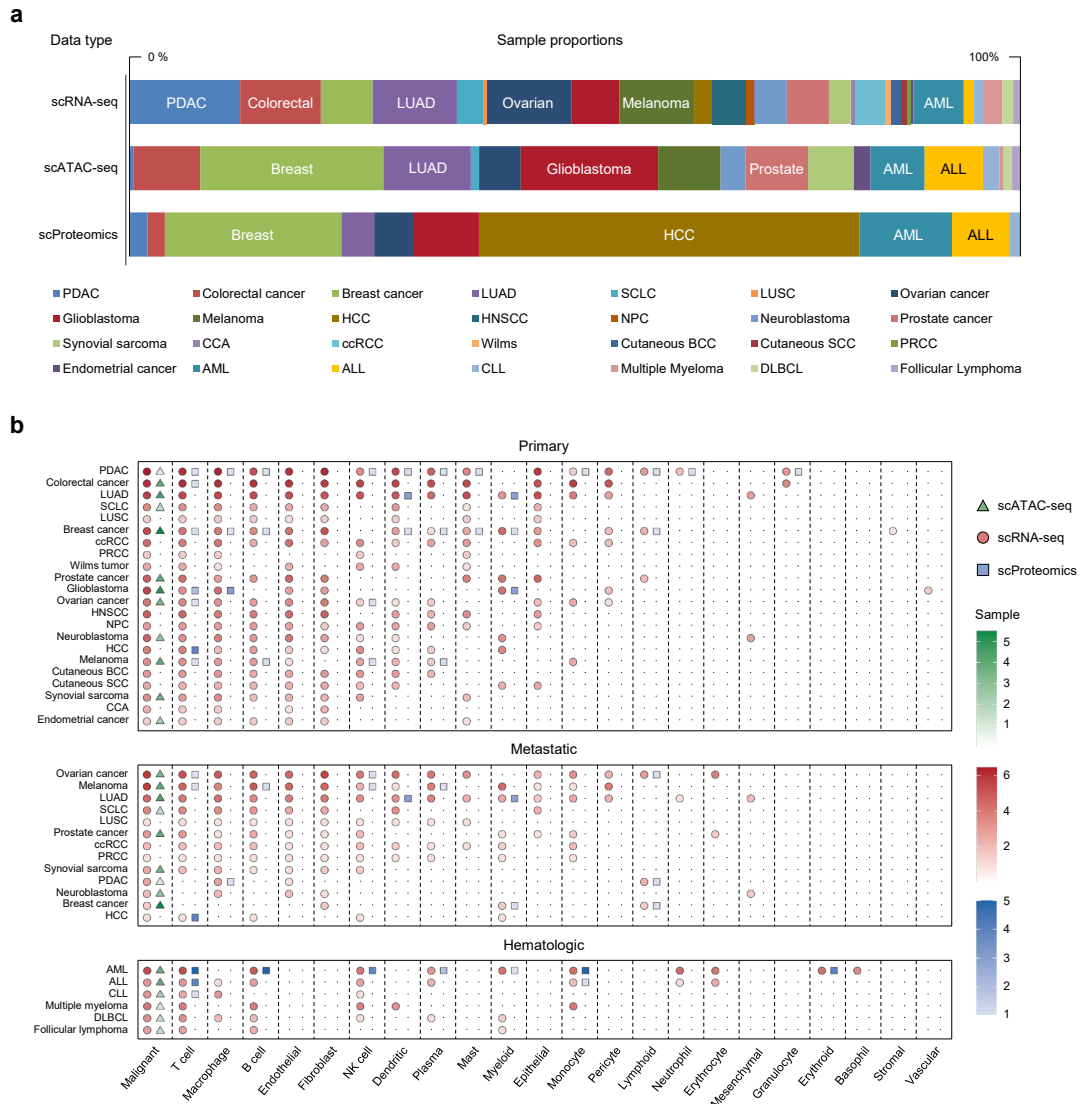 a
Data type
Sample proportions
0 %
100%
scRNA-seq
PDAC
Colorectal
LUAD
Ovarian
Melanoma
AML
scATAC-seq
Breast
LUAD
Glioblastoma
Prostate
AML
ALL
scProteomics
Breast
HCC
AML
ALL
PDAC Colorectal cancer Breast cancer LUAD SCLC LUSC Ovarian cancer
Glioblastoma Melanoma HCC HNSCC NPC Neuroblastoma Prostate cancer
Synovial sarcoma CCA ccRCC Wilms Cutaneous BCC Cutaneous SCC PRCC
Endometrial cancer AML ALL CLL Multiple Myeloma DLBCL Follicular Lymphoma
b
Primary
PDAC
Colorectal cancer
LUAD
SCLC
LUSC
Breast cancer
ccRCC
PRCC
Wilms tumor
Prostate cancer
Glioblastoma
Ovarian cancer
HNSCC
NPC
Neuroblastoma
HCC
Melanoma
Cutaneous BCC
Cutaneous SCC
Synovial sarcoma
CCA
Endometrial cancer
Metastatic
Ovarian cancer
Melanoma
LUAD
SCLC
LUSC
Prostate cancer
ccRCC
PRCC
Synovial sarcoma
PDAC
Neuroblastoma
Breast cancer
HCC
Hematologic
AML
ALL
CLL
Multiple myeloma
DLBCL
Follicular lymphoma
Malignant
T cell
Macrophage
B cell
Endothelial
Fibroblast
NK cell
Dendritic
Plasma
Mast
Myeloid
Epithelial
Monocyte
Pericyte
Lymphoid
Neutrophil
Erythrocyte
Mesenchymal
Granulocyte
Erythroid
Basophil
Stromal
Vascular
scATAC-seq
scRNA-seq
scProteomics
Sample
5
4
3
2
1
6
4
2
5
4
3
2
1